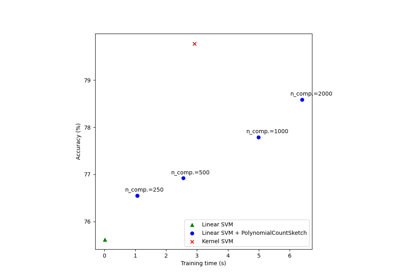 n_comp.=2000
n_comp.=1000
n_comp.=500
n_comp.=250
79
78
77
76
Accuracy (%)
Linear SVM
Linear SVM + PolynomialCountSketch
Kernel SVM
0 1 2 3 4 5 6
Training time (s)